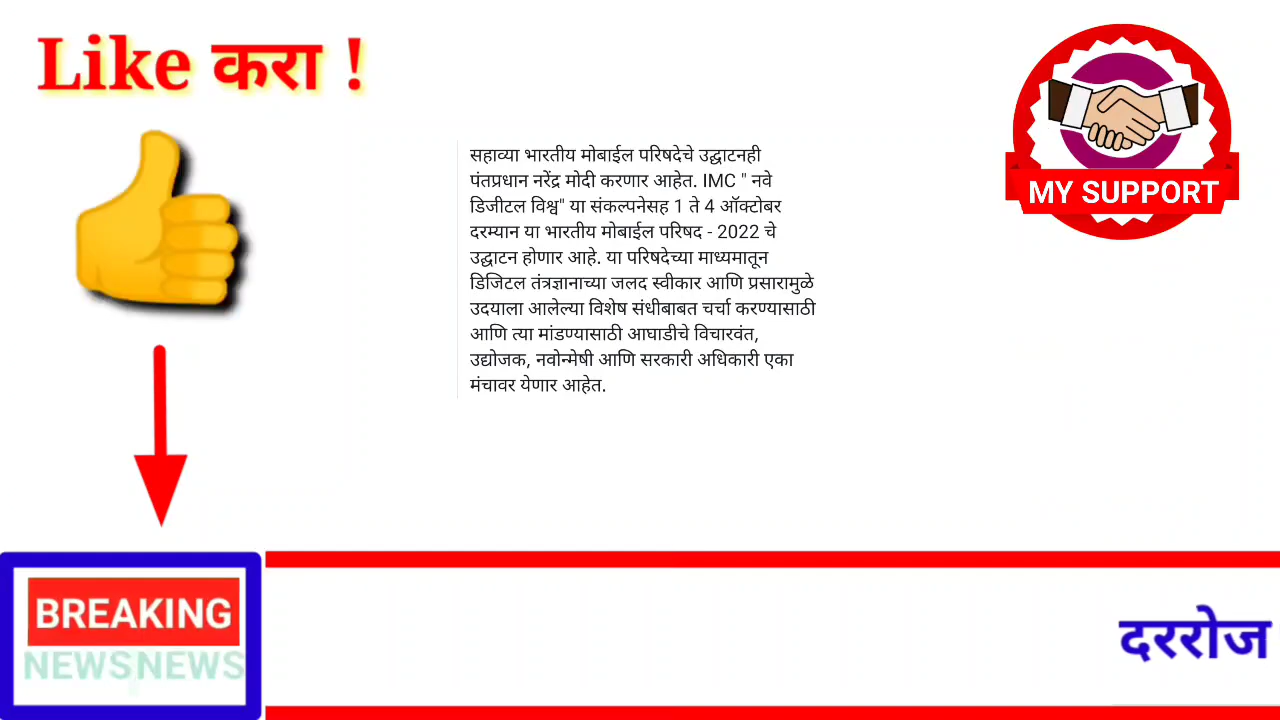 Like करा !
MY SUPPORT
सहाव्या भारतीय मोबाईल परिषदेचे उद्घाटनही
पंतप्रधान नरेंद्र मोदी करणार आहेत. IMC " नवे
डिजीटल विश्व" या संकल्पनेसह 1 ते 4 ऑक्टोबर
दरम्यान या भारतीय मोबाईल परिषद - 2022 चे
उद्घाटन होणार आहे. या परिषदेच्या माध्यमातून
डिजिटल तंत्रज्ञानाच्या जलद स्वीकार आणि प्रसारामुळे
उदयाला आलेल्या विशेष संधीबाबत चर्चा करण्यासाठी
आणि त्या मांडण्यासाठी आघाडीचे विचारवंत,
उद्योजक, नवोन्मेषी आणि सरकारी अधिकारी एका
मंचावर येणार आहेत.
BREAKING
NEWSNEWS
दररोज